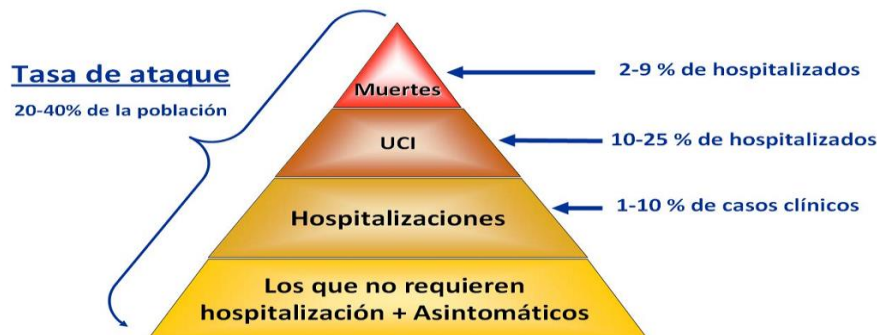 Tasa de ataque
20-40% de la población
Muertes
2-9 % de hospitalizados
UCI
10-25 % de hospitalizados
Hospitalizaciones
1-10 % de casos clínicos
Los que no requieren
hospitalización + Asintomáticos